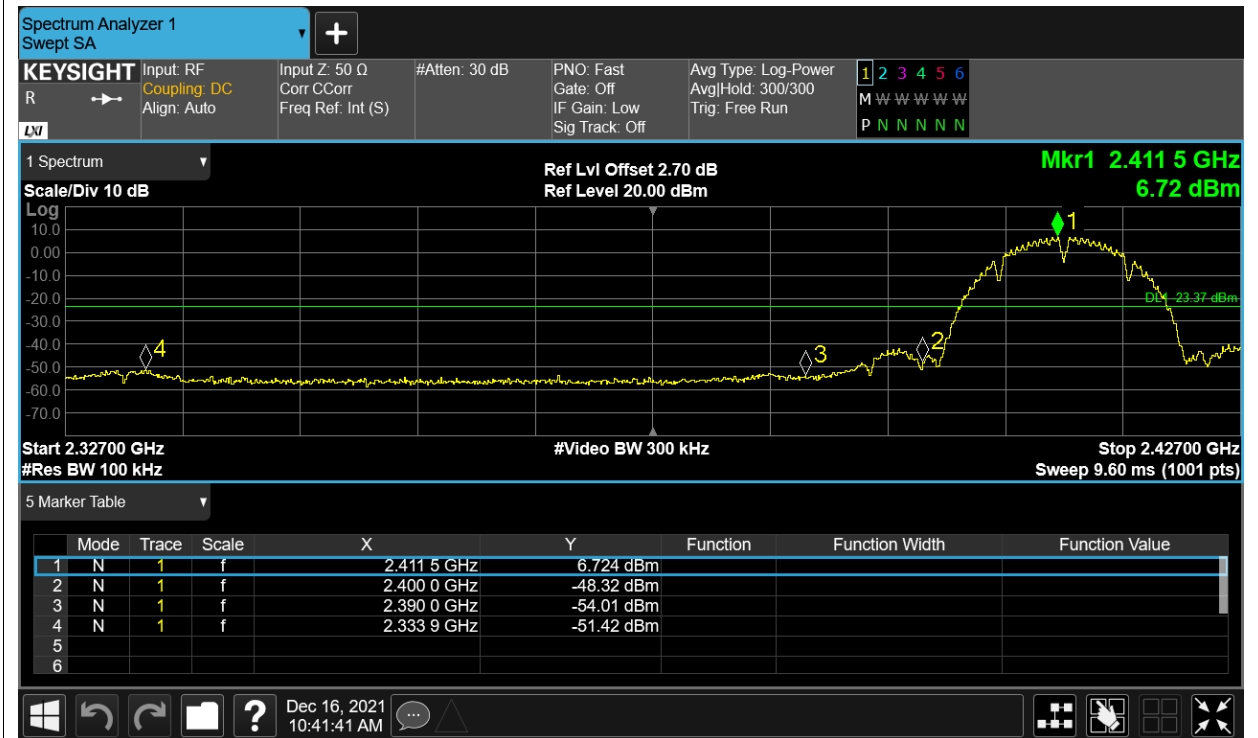 Spectrum Analyzer 1
Swept SA
+
KEYSIGHT Input: RF Input Z: 50 Ω #Atten: 30 dB PNO: Fast Avg Type: Log-Power 1 2 3 4 5 6
R Coupling: DC Corr CCorr Gate: Off Avg|Hold: 300/300 M W W W W W
Align: Auto Freq Ref: Int (S) IF Gain: Low Trig: Free Run
LXI Sig Track: Off P N N N N N
1 Spectrum
Ref Lvl Offset 2.70 dB Mkr1 2.411 5 GHz
Scale/Div 10 dB Ref Level 20.00 dBm 6.72 dBm
Log
10.0
0.00
-10.0
-20.0
-30.0
-40.0
-50.0
-60.0
-70.0
1
DL1 -23.37 dBm
2
3
4
Start 2.32700 GHz #Video BW 300 kHz Stop 2.42700 GHz
#Res BW 100 kHz Sweep 9.60 ms (1001 pts)
5 Marker Table
Mode Trace Scale X Y Function Function Width Function Value
1 N 1 f 2.411 5 GHz 6.724 dBm
2 N 1 f 2.400 0 GHz -48.32 dBm
3 N 1 f 2.390 0 GHz -54.01 dBm
4 N 1 f 2.333 9 GHz -51.42 dBm
5
6
? Dec 16, 2021
10:41:41 AM